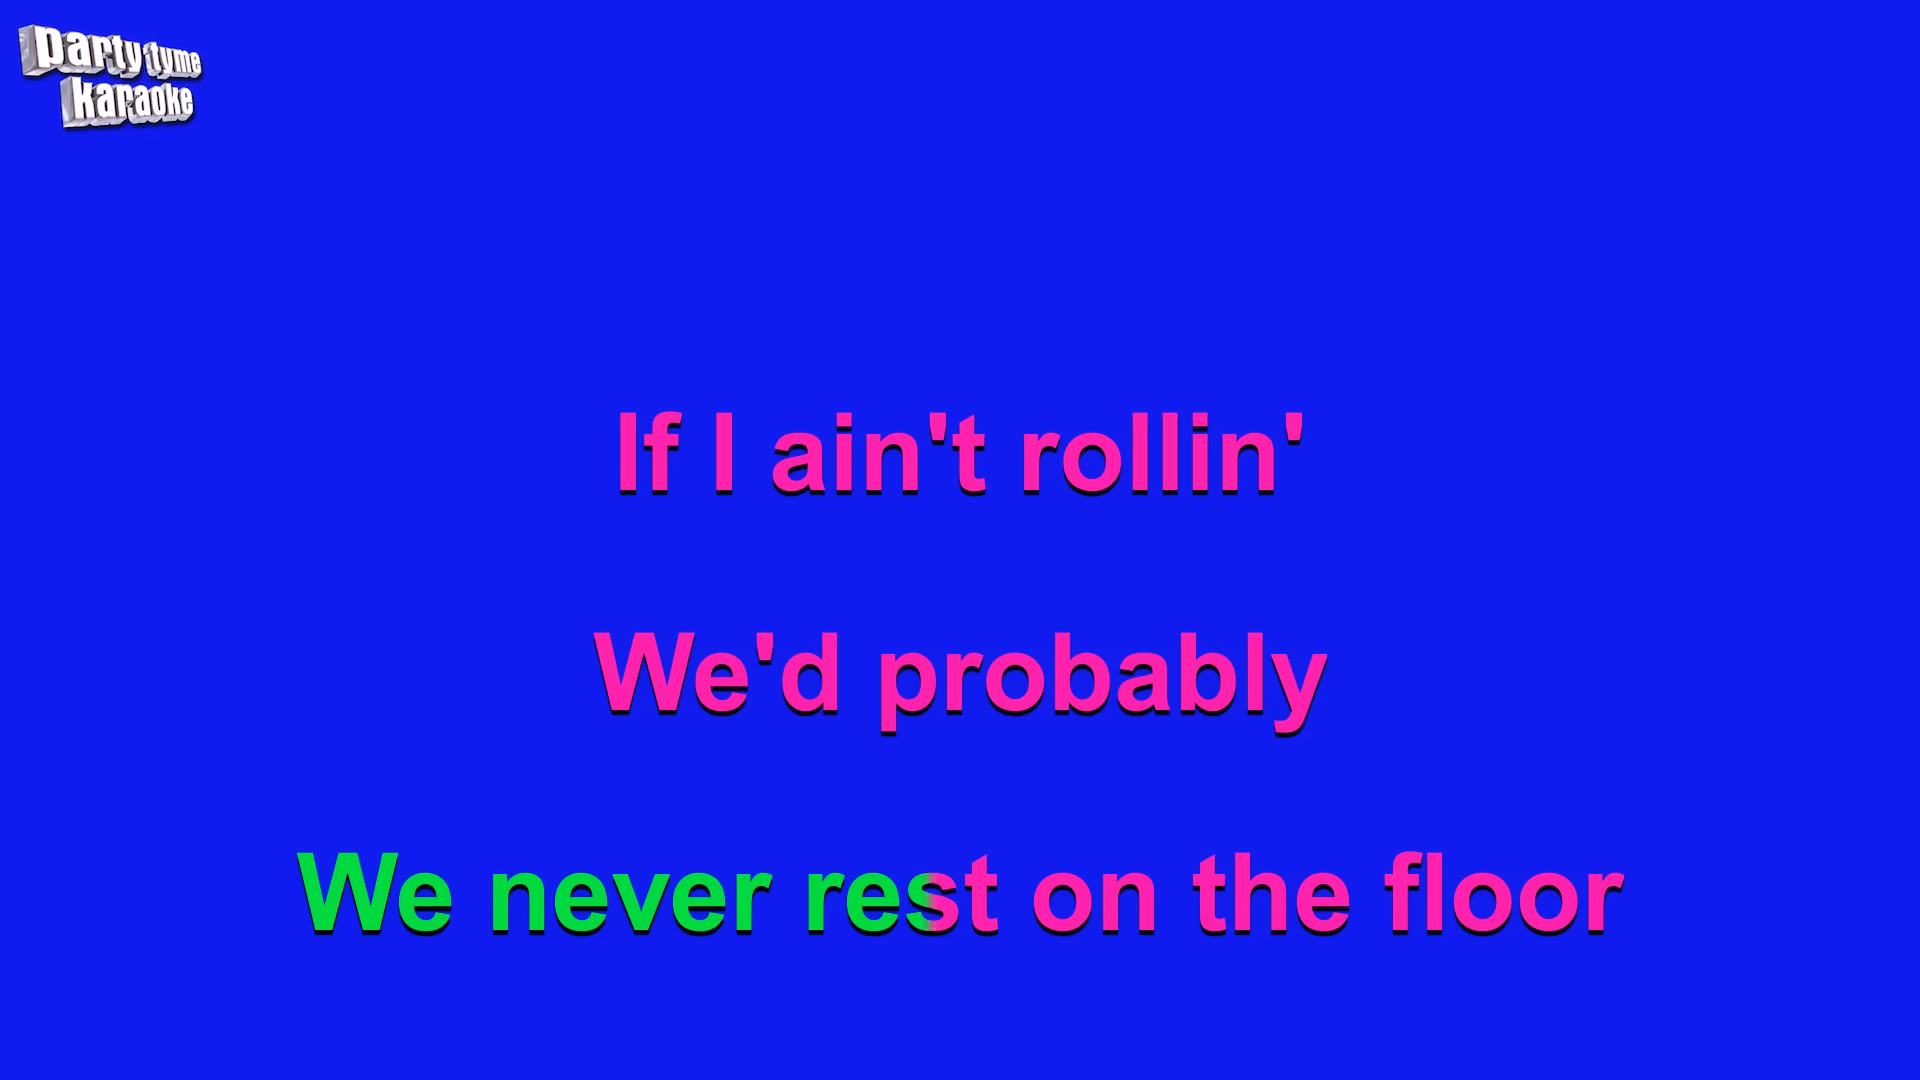 party tyme
karaoke
If I ain't rollin'
We'd probably
We never rest on the floor